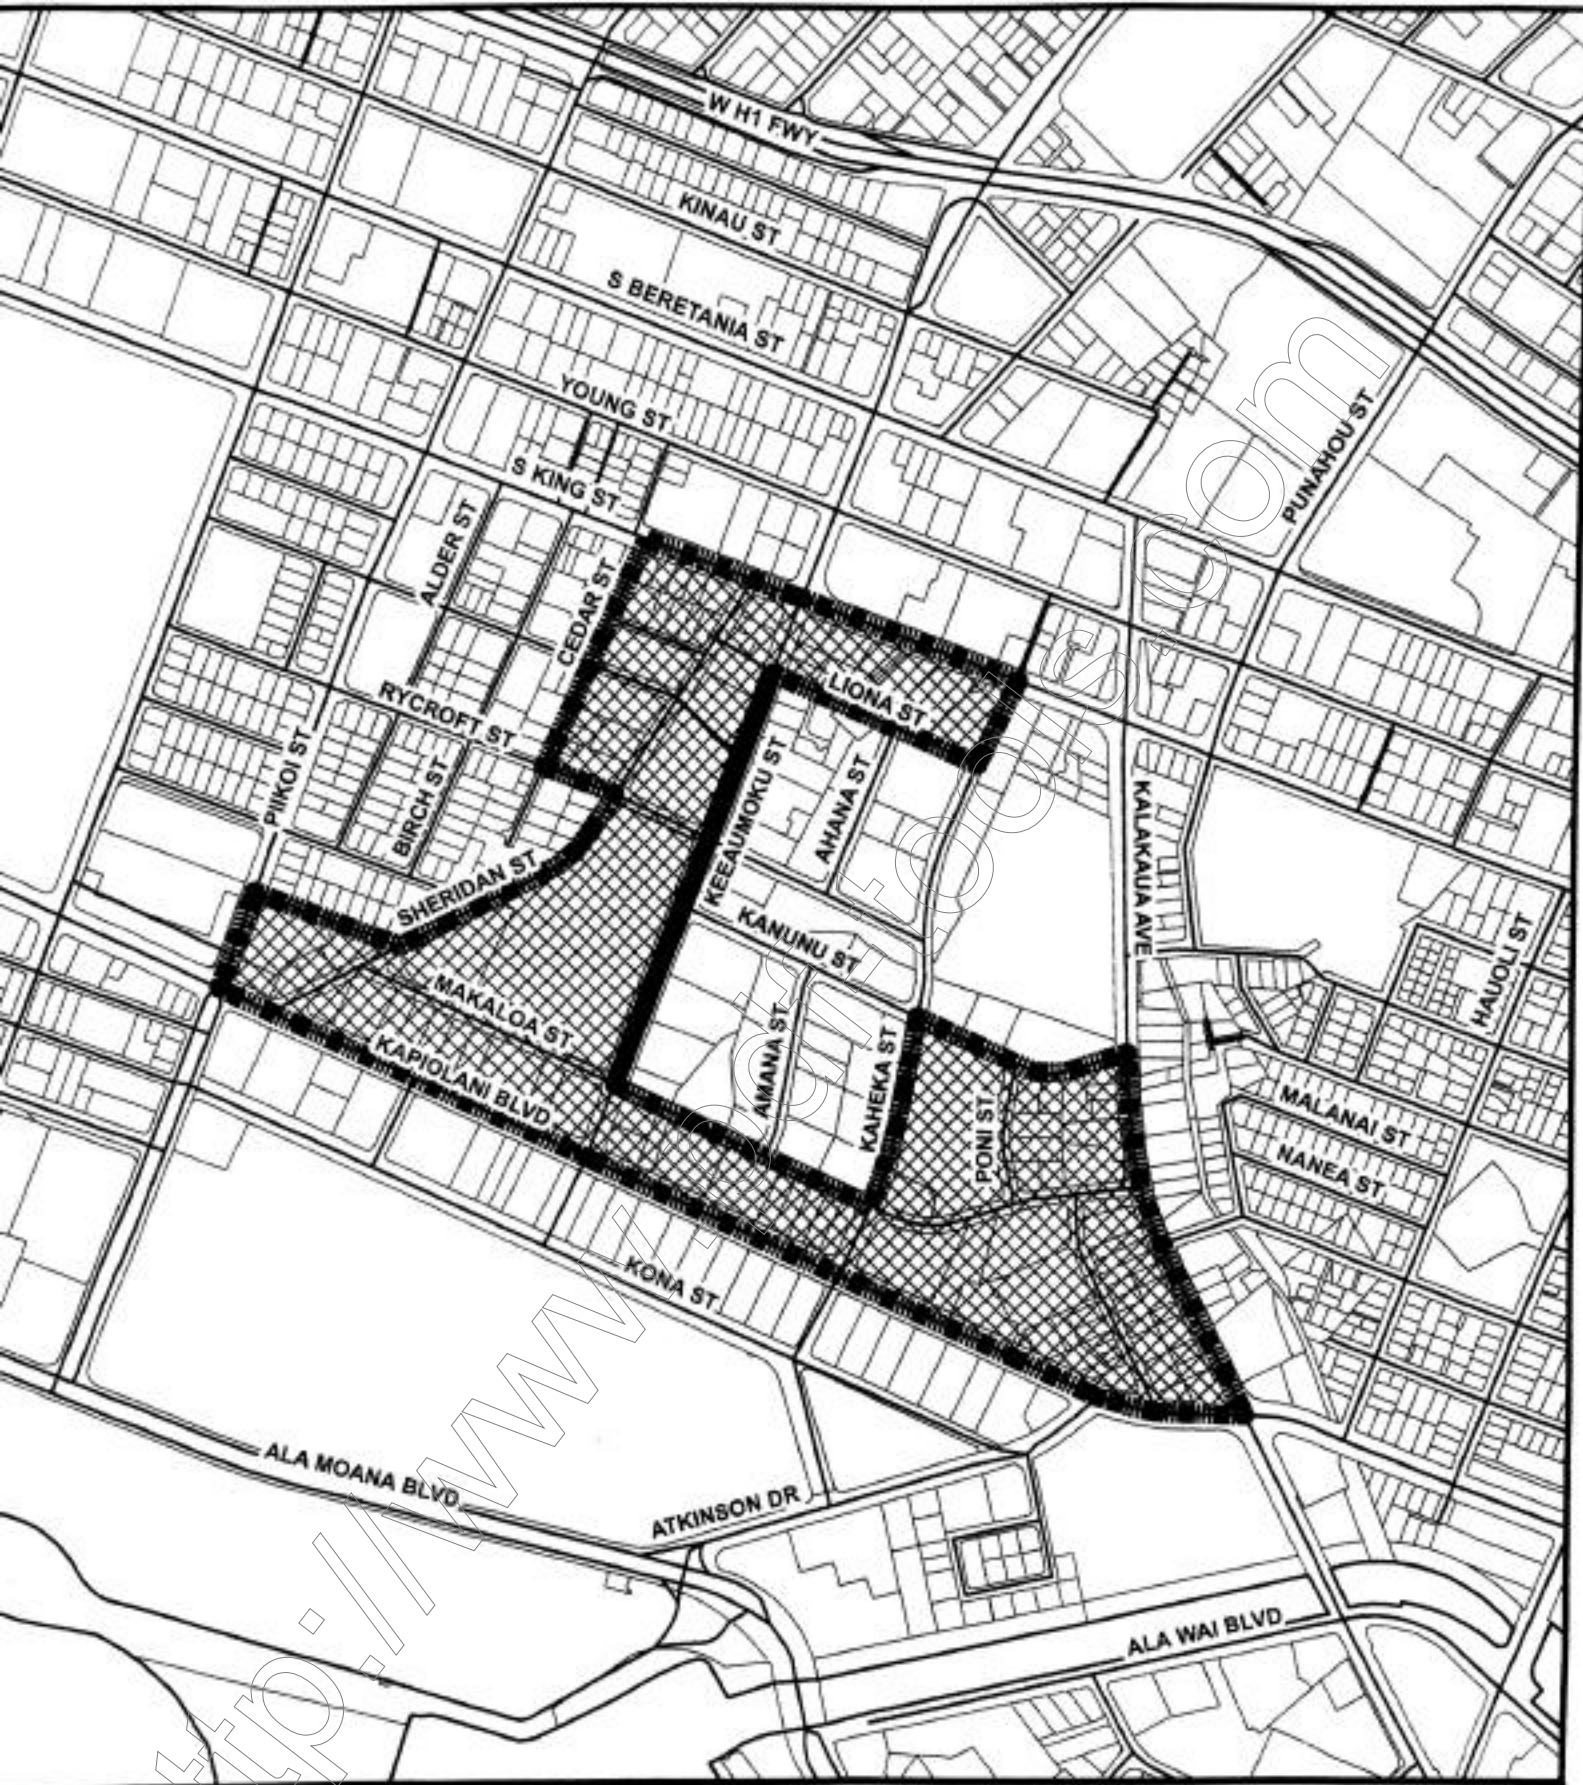 W H1 FWY
KINAU ST
S BERETANIA ST
YOUNG ST.
PUNAHOU ST
S KING ST
ALDER ST
CEDAR ST
LIONA ST
RYCROFT ST
PIIKOI ST
BIRCH ST
KEEAUMOKU ST
AHANA ST
KALAKAUA AVE
SHERIDAN ST
KANUNU ST
HAUOLI ST
MAKALOA ST
AMANA ST
KAHEKA ST
KAPIOLANI BLVD
PONI ST.
MALANAI ST
NANEA ST.
KONA ST
ALA MOANA BLVD
ATKINSON DR
ALA WAI BLVD